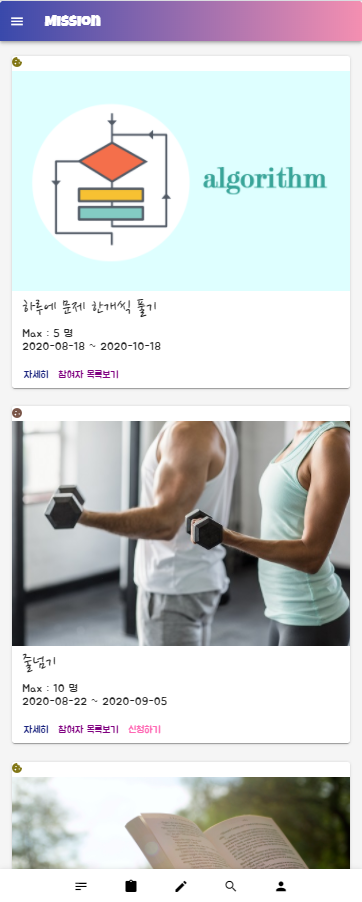 Mission
algorithm
하루에 문제 한개씩 풀기
Max : 5 명
2020-08-18 ~ 2020-10-18
자세히 참여자 목록보기
줄넘기
Max : 10 명
2020-08-22 ~ 2020-09-05
자세히 참여자 목록보기 신청하기